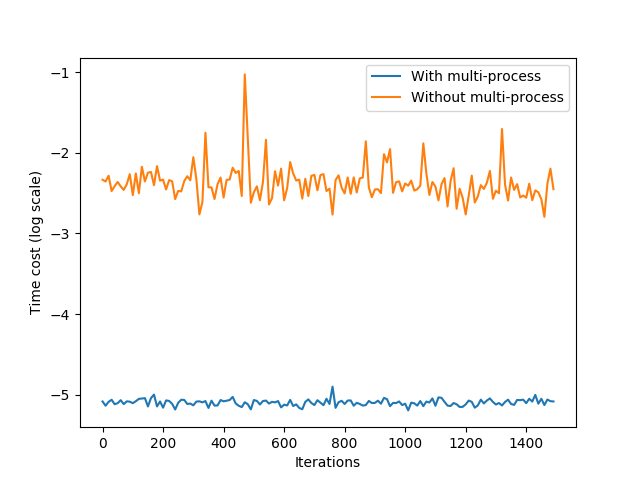 With multi-process
Without multi-process
Time cost (log scale)
−1
−2
−3
−4
−5
0 200 400 600 800 1000 1200 1400
Iterations